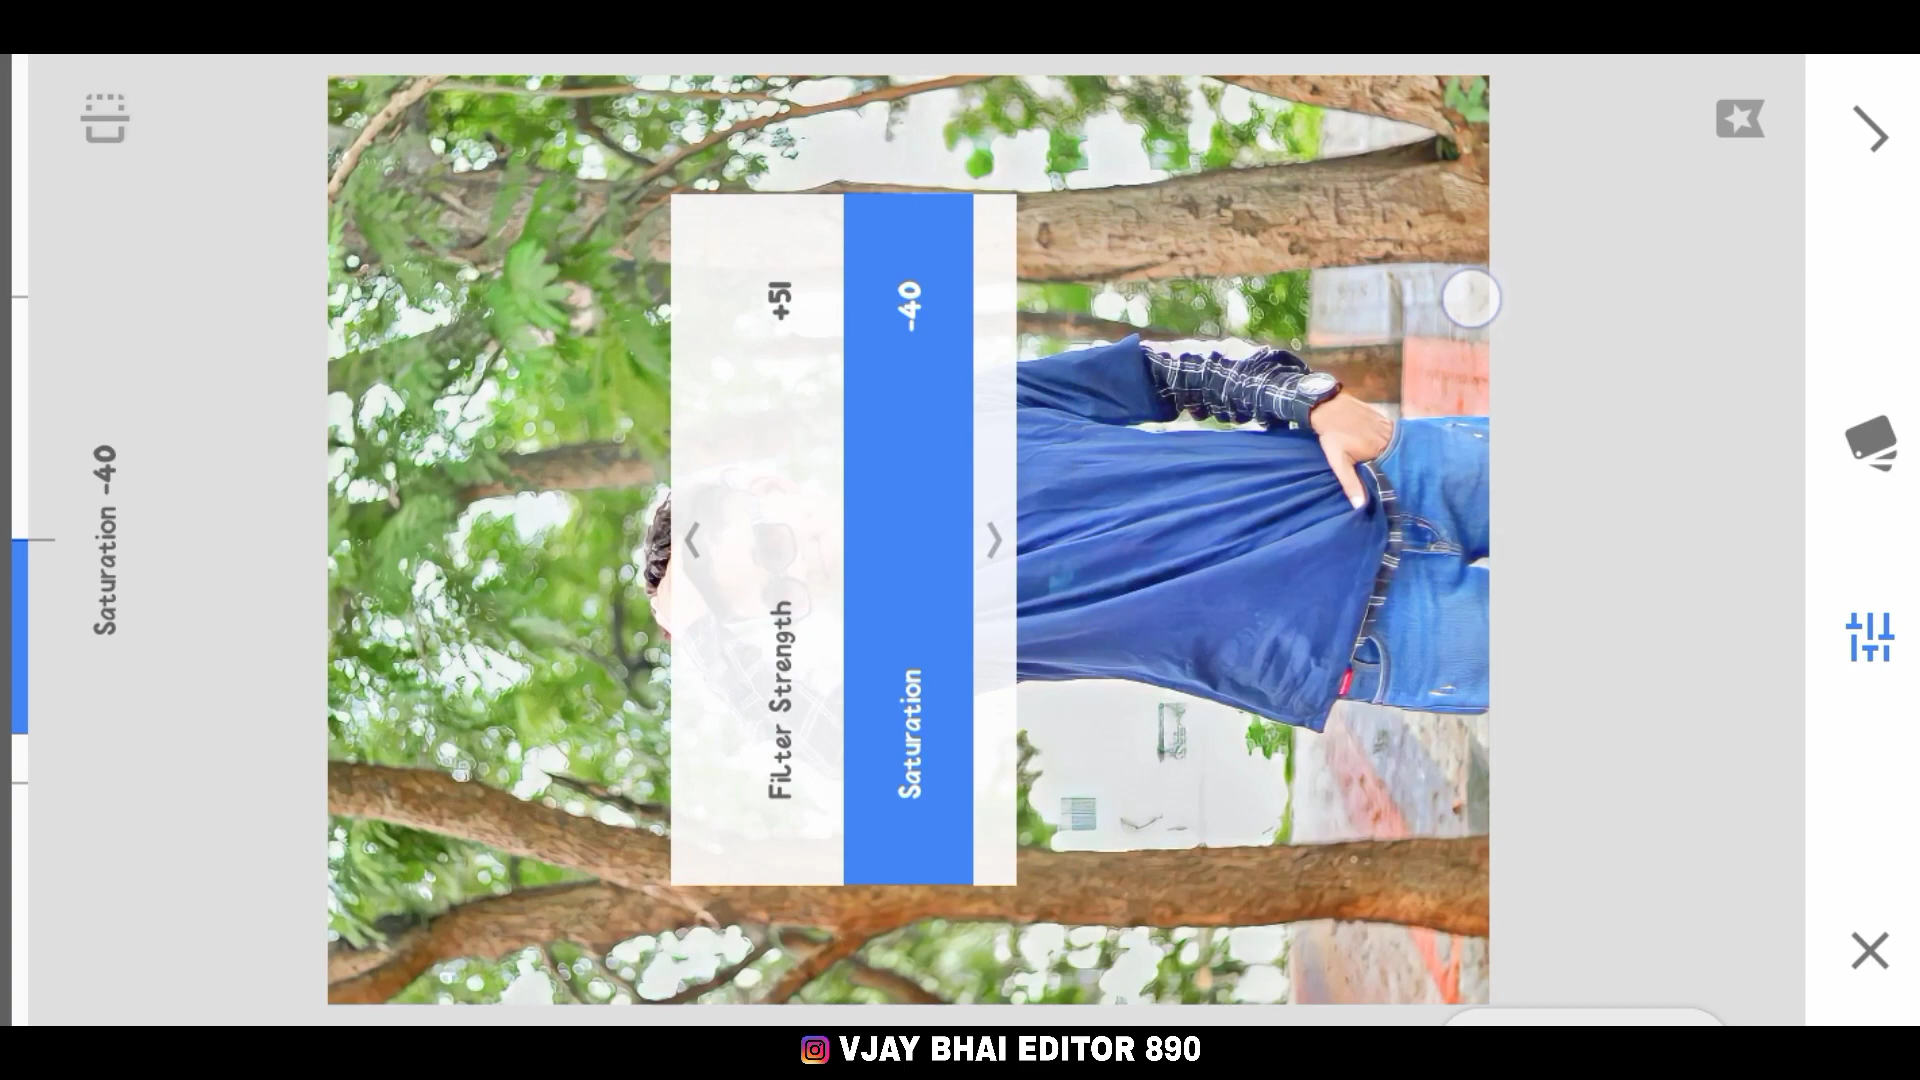 Saturation -40
Filter Strength +51
Saturation -40
VJAY BHAI EDITOR 890